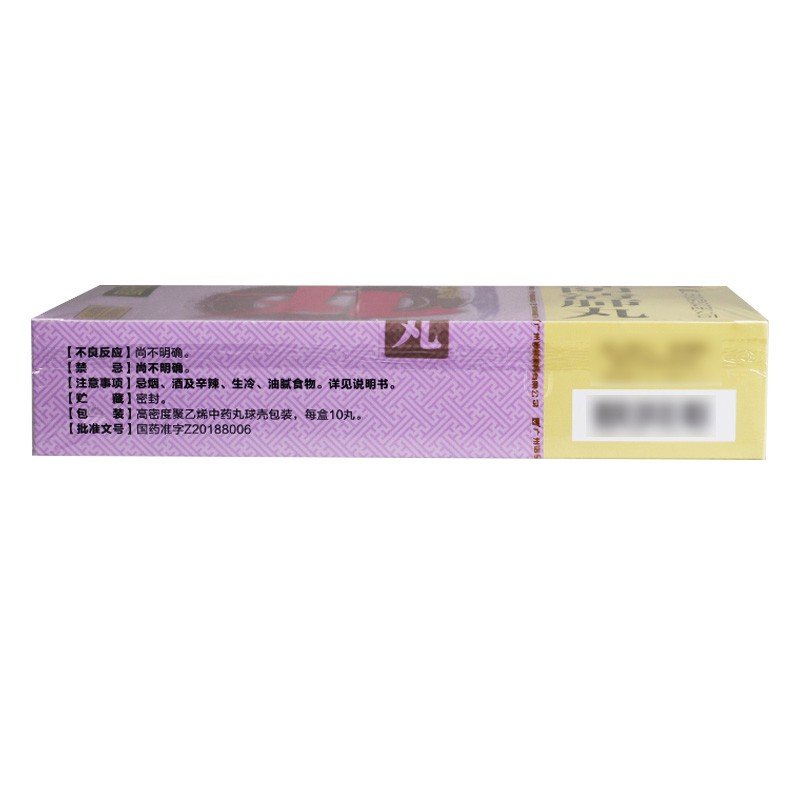 丸
【不良反应】尚不明确。
【禁　　忌】尚不明确。
【注意事项】忌烟、酒及辛辣、生冷、油腻食物。详见说明书。
【贮　　藏】密封。
【包　　装】高密度聚乙烯中药丸球壳包装，每盒10丸。
【批准文号】国药准字Z20188006